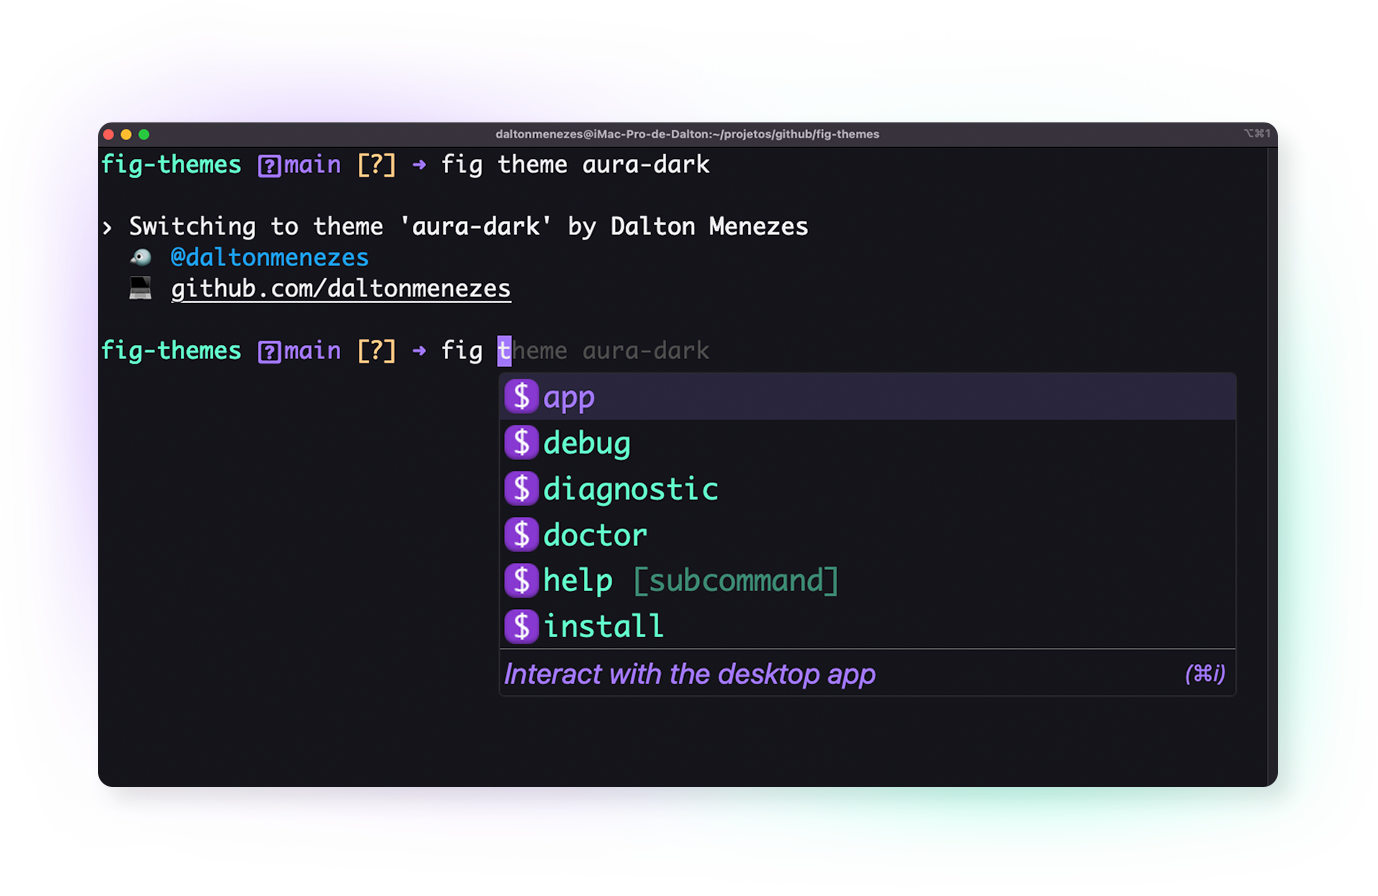 daltonmenezes@iMac-Pro-de-Dalton:~/projetos/github/fig-themes ⌥⌘1
fig-themes [?]main [?] → fig theme aura-dark
› Switching to theme 'aura-dark' by Dalton Menezes
@daltonmenezes
github.com/daltonmenezes
fig-themes [?]main [?] → fig theme aura-dark
$ app
$ debug
$ diagnostic
$ doctor
$ help [subcommand]
$ install
Interact with the desktop app (⌘i)